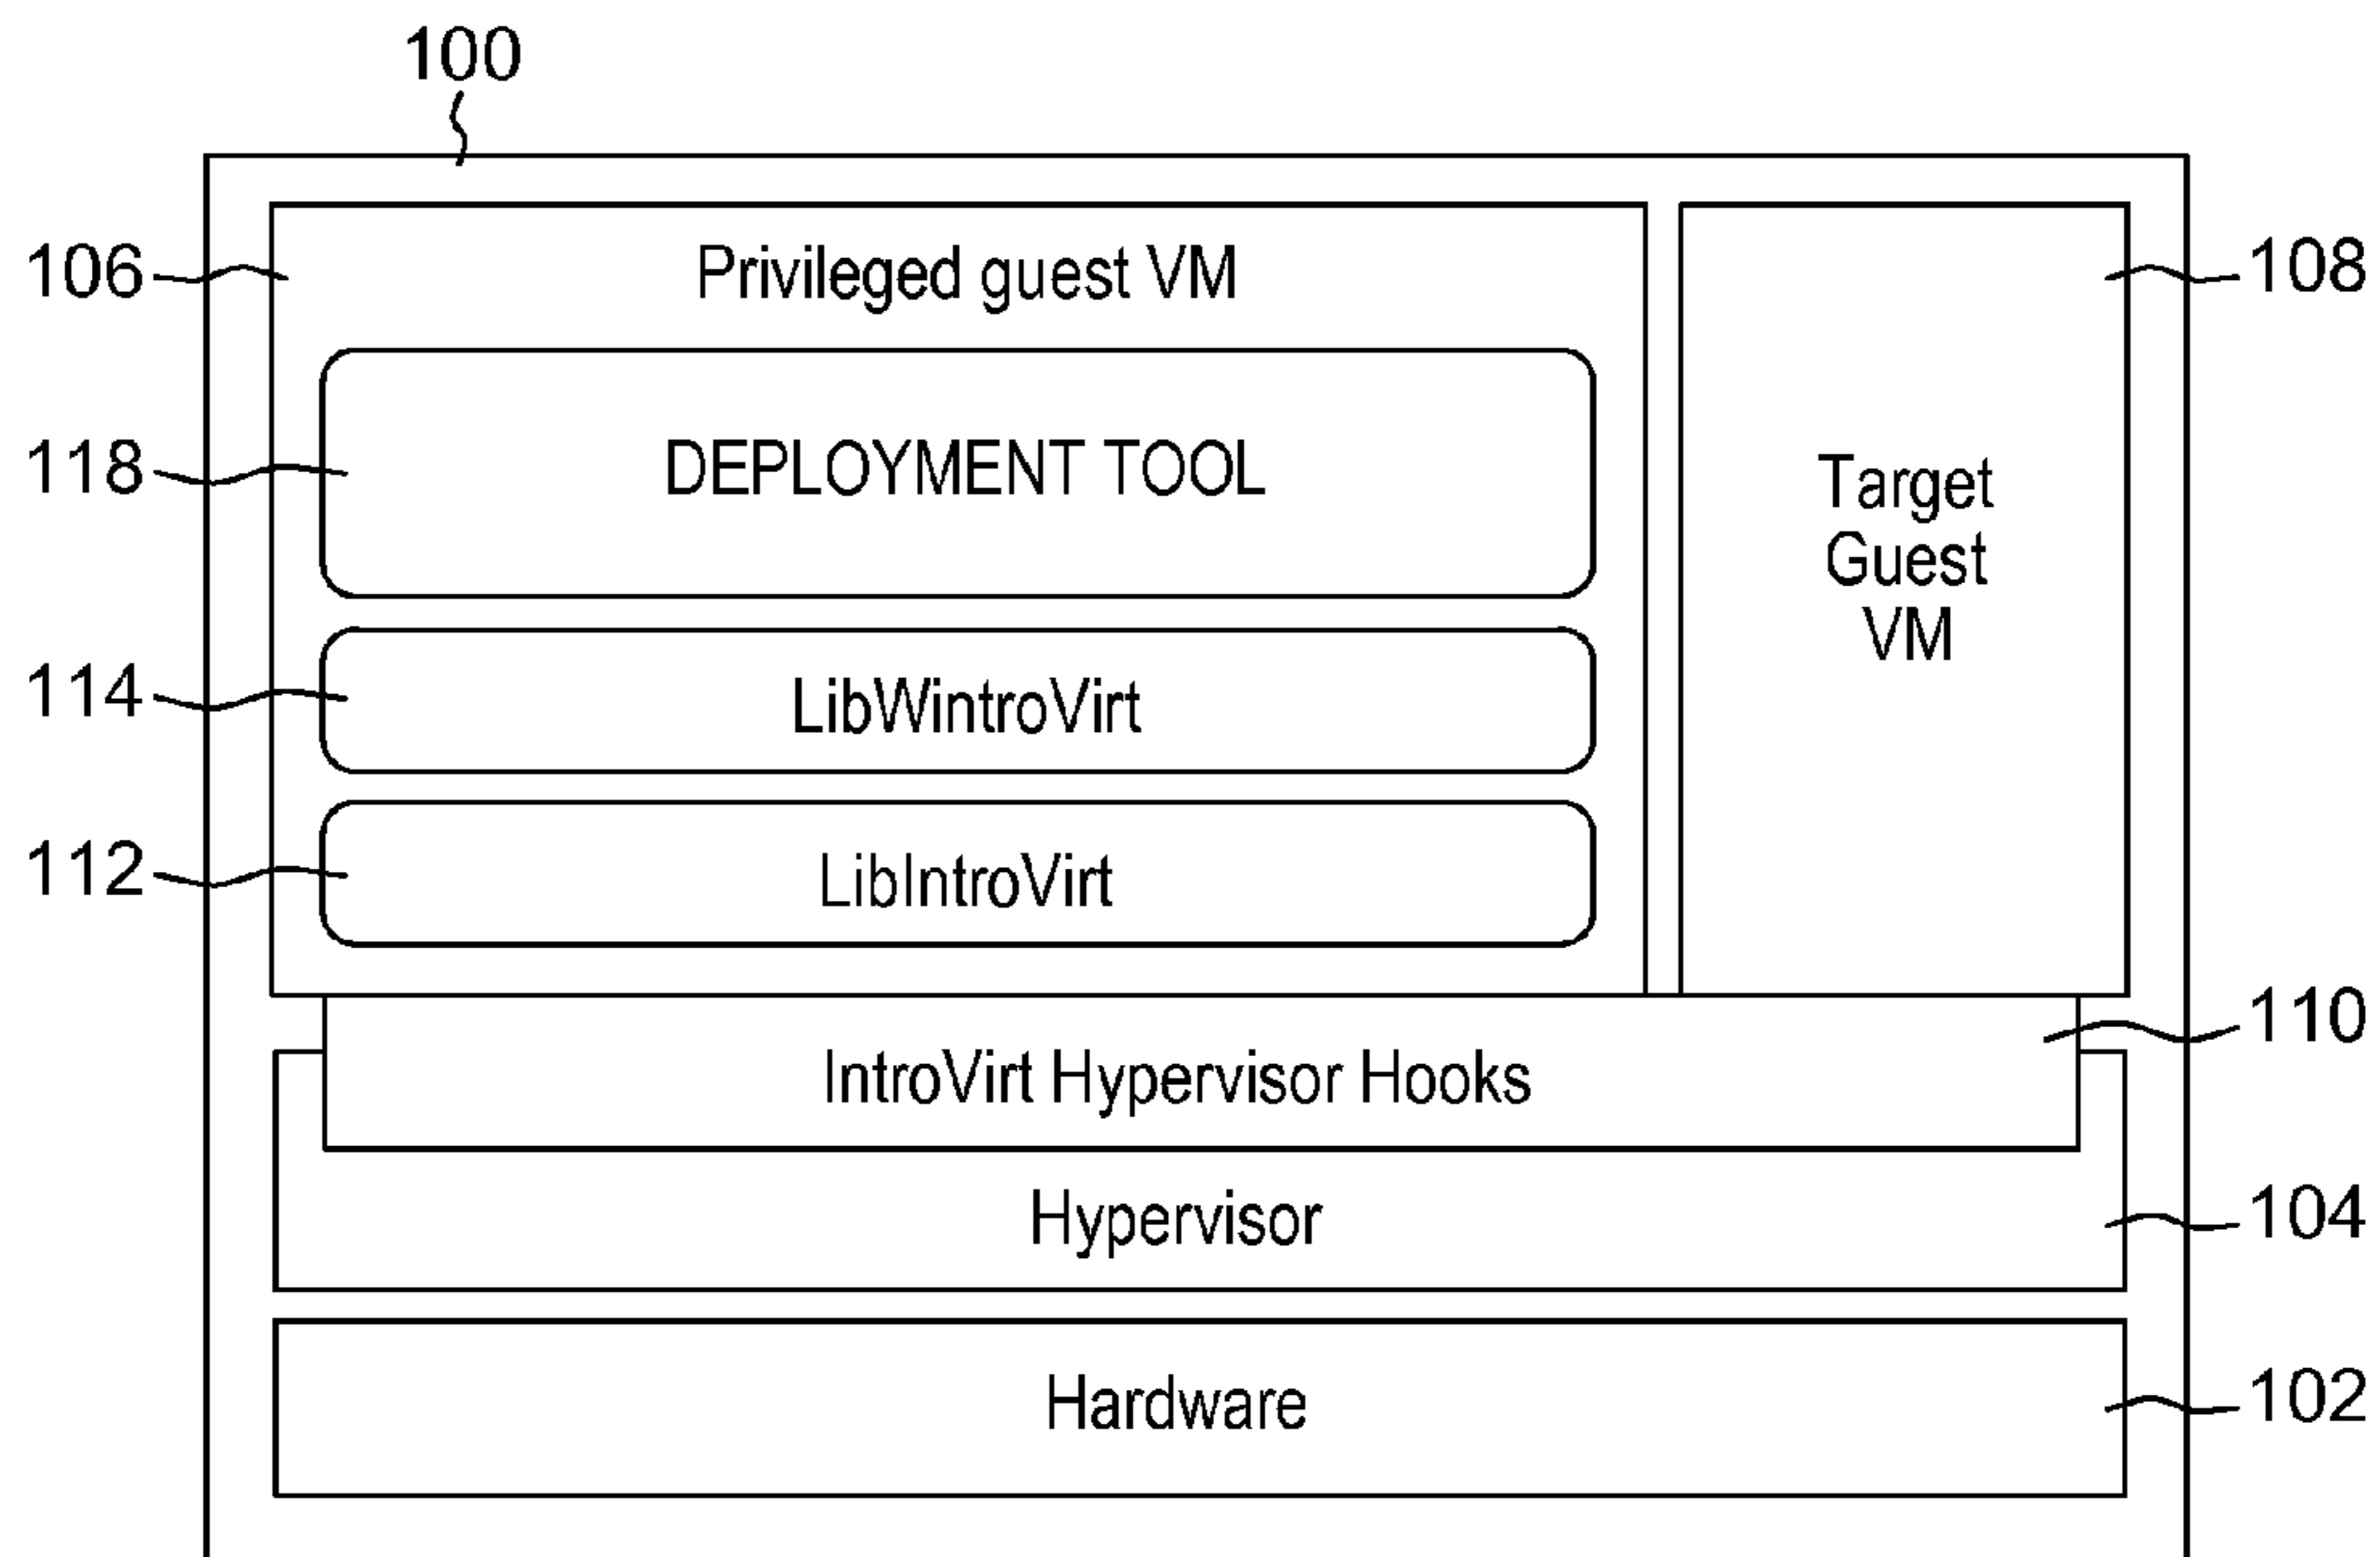 100
106
Privileged guest VM
108
118
DEPLOYMENT TOOL
Target
Guest
VM
114
LibWintroVirt
112
LibIntroVirt
110
IntroVirt Hypervisor Hooks
Hypervisor
104
Hardware
102